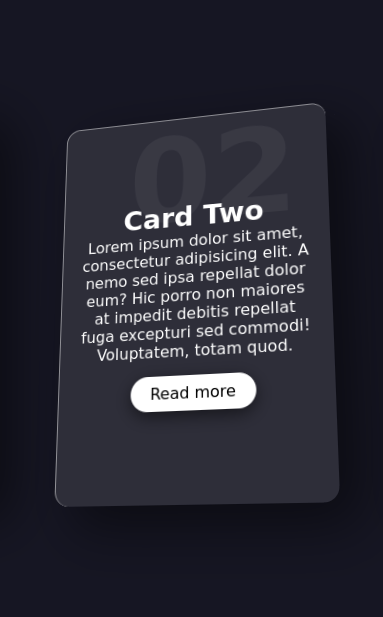 02
Card Two
Lorem ipsum dolor sit amet,
consectetur adipisicing elit. A
nemo sed ipsa repellat dolor
eum? Hic porro non maiores
at impedit debitis repellat
fuga excepturi sed commodi!
Voluptatem, totam quod.
Read more